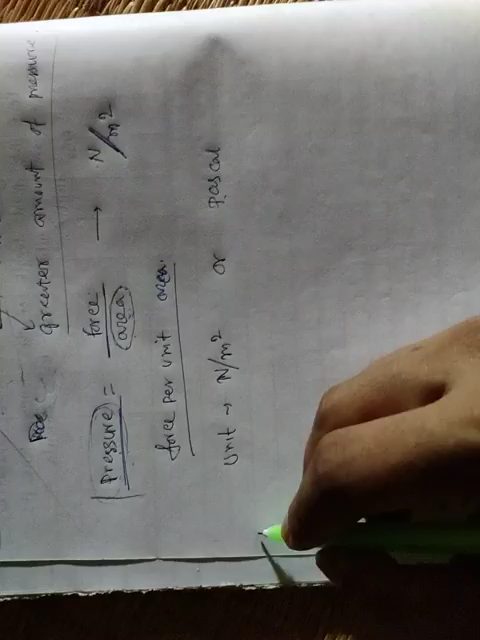 greater amount of pressure
Pressure = force / area → N/m²
force per unit area.
Unit → N/m² or Pascal